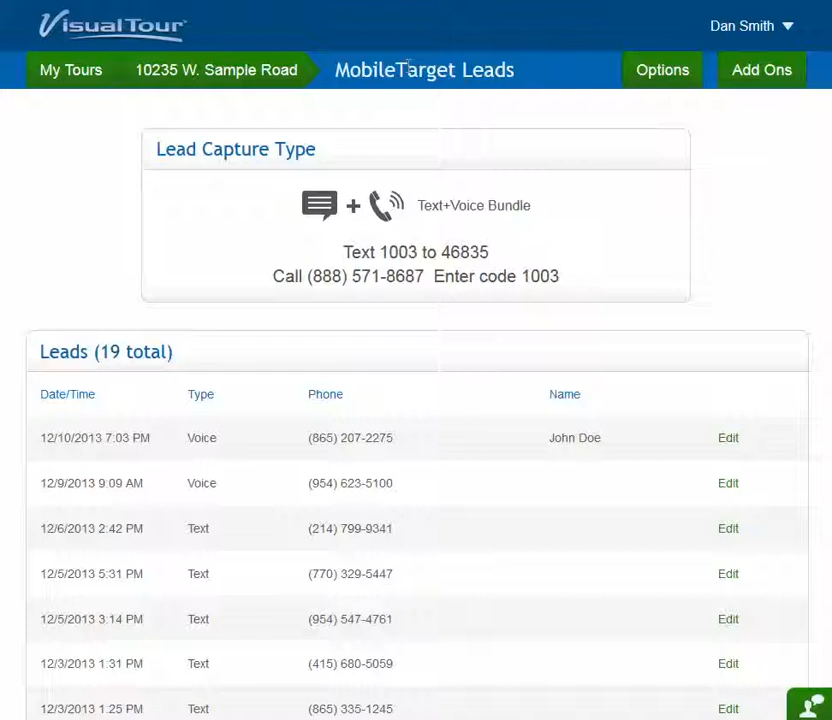 VisualTour
Dan Smith
My Tours 10235 W. Sample Road MobileTarget Leads Options Add Ons
Lead Capture Type
+ Text+Voice Bundle
Text 1003 to 46835
Call (888) 571-8687 Enter code 1003
Leads (19 total)
Date/Time Type Phone Name
12/10/2013 7:03 PM Voice (865) 207-2275 John Doe Edit
12/9/2013 9:09 AM Voice (954) 623-5100 Edit
12/6/2013 2:42 PM Text (214) 799-9341 Edit
12/5/2013 5:31 PM Text (770) 329-5447 Edit
12/5/2013 3:14 PM Text (954) 547-4761 Edit
12/3/2013 1:31 PM Text (415) 680-5059 Edit
12/3/2013 1:25 PM Text (865) 335-1245 Edit